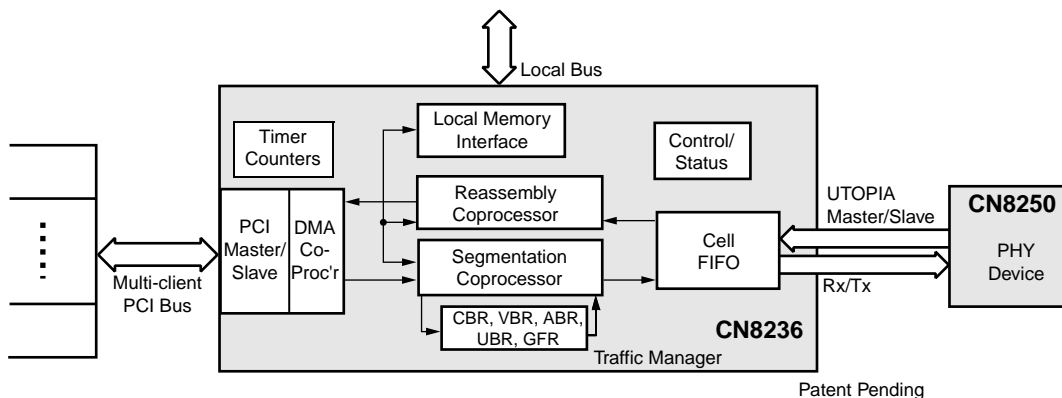 Local Bus
Timer
Counters
Local Memory
Interface
Control/
Status
Reassembly
Coprocessor
UTOPIA
Master/Slave
CN8250
PHY
Device
PCI
Master/
Slave
DMA
Co-
Proc'r
Cell
FIFO
Segmentation
Coprocessor
Multi-client
PCI Bus
Rx/Tx
CBR, VBR, ABR,
UBR, GFR
CN8236
Traffic Manager
Patent Pending